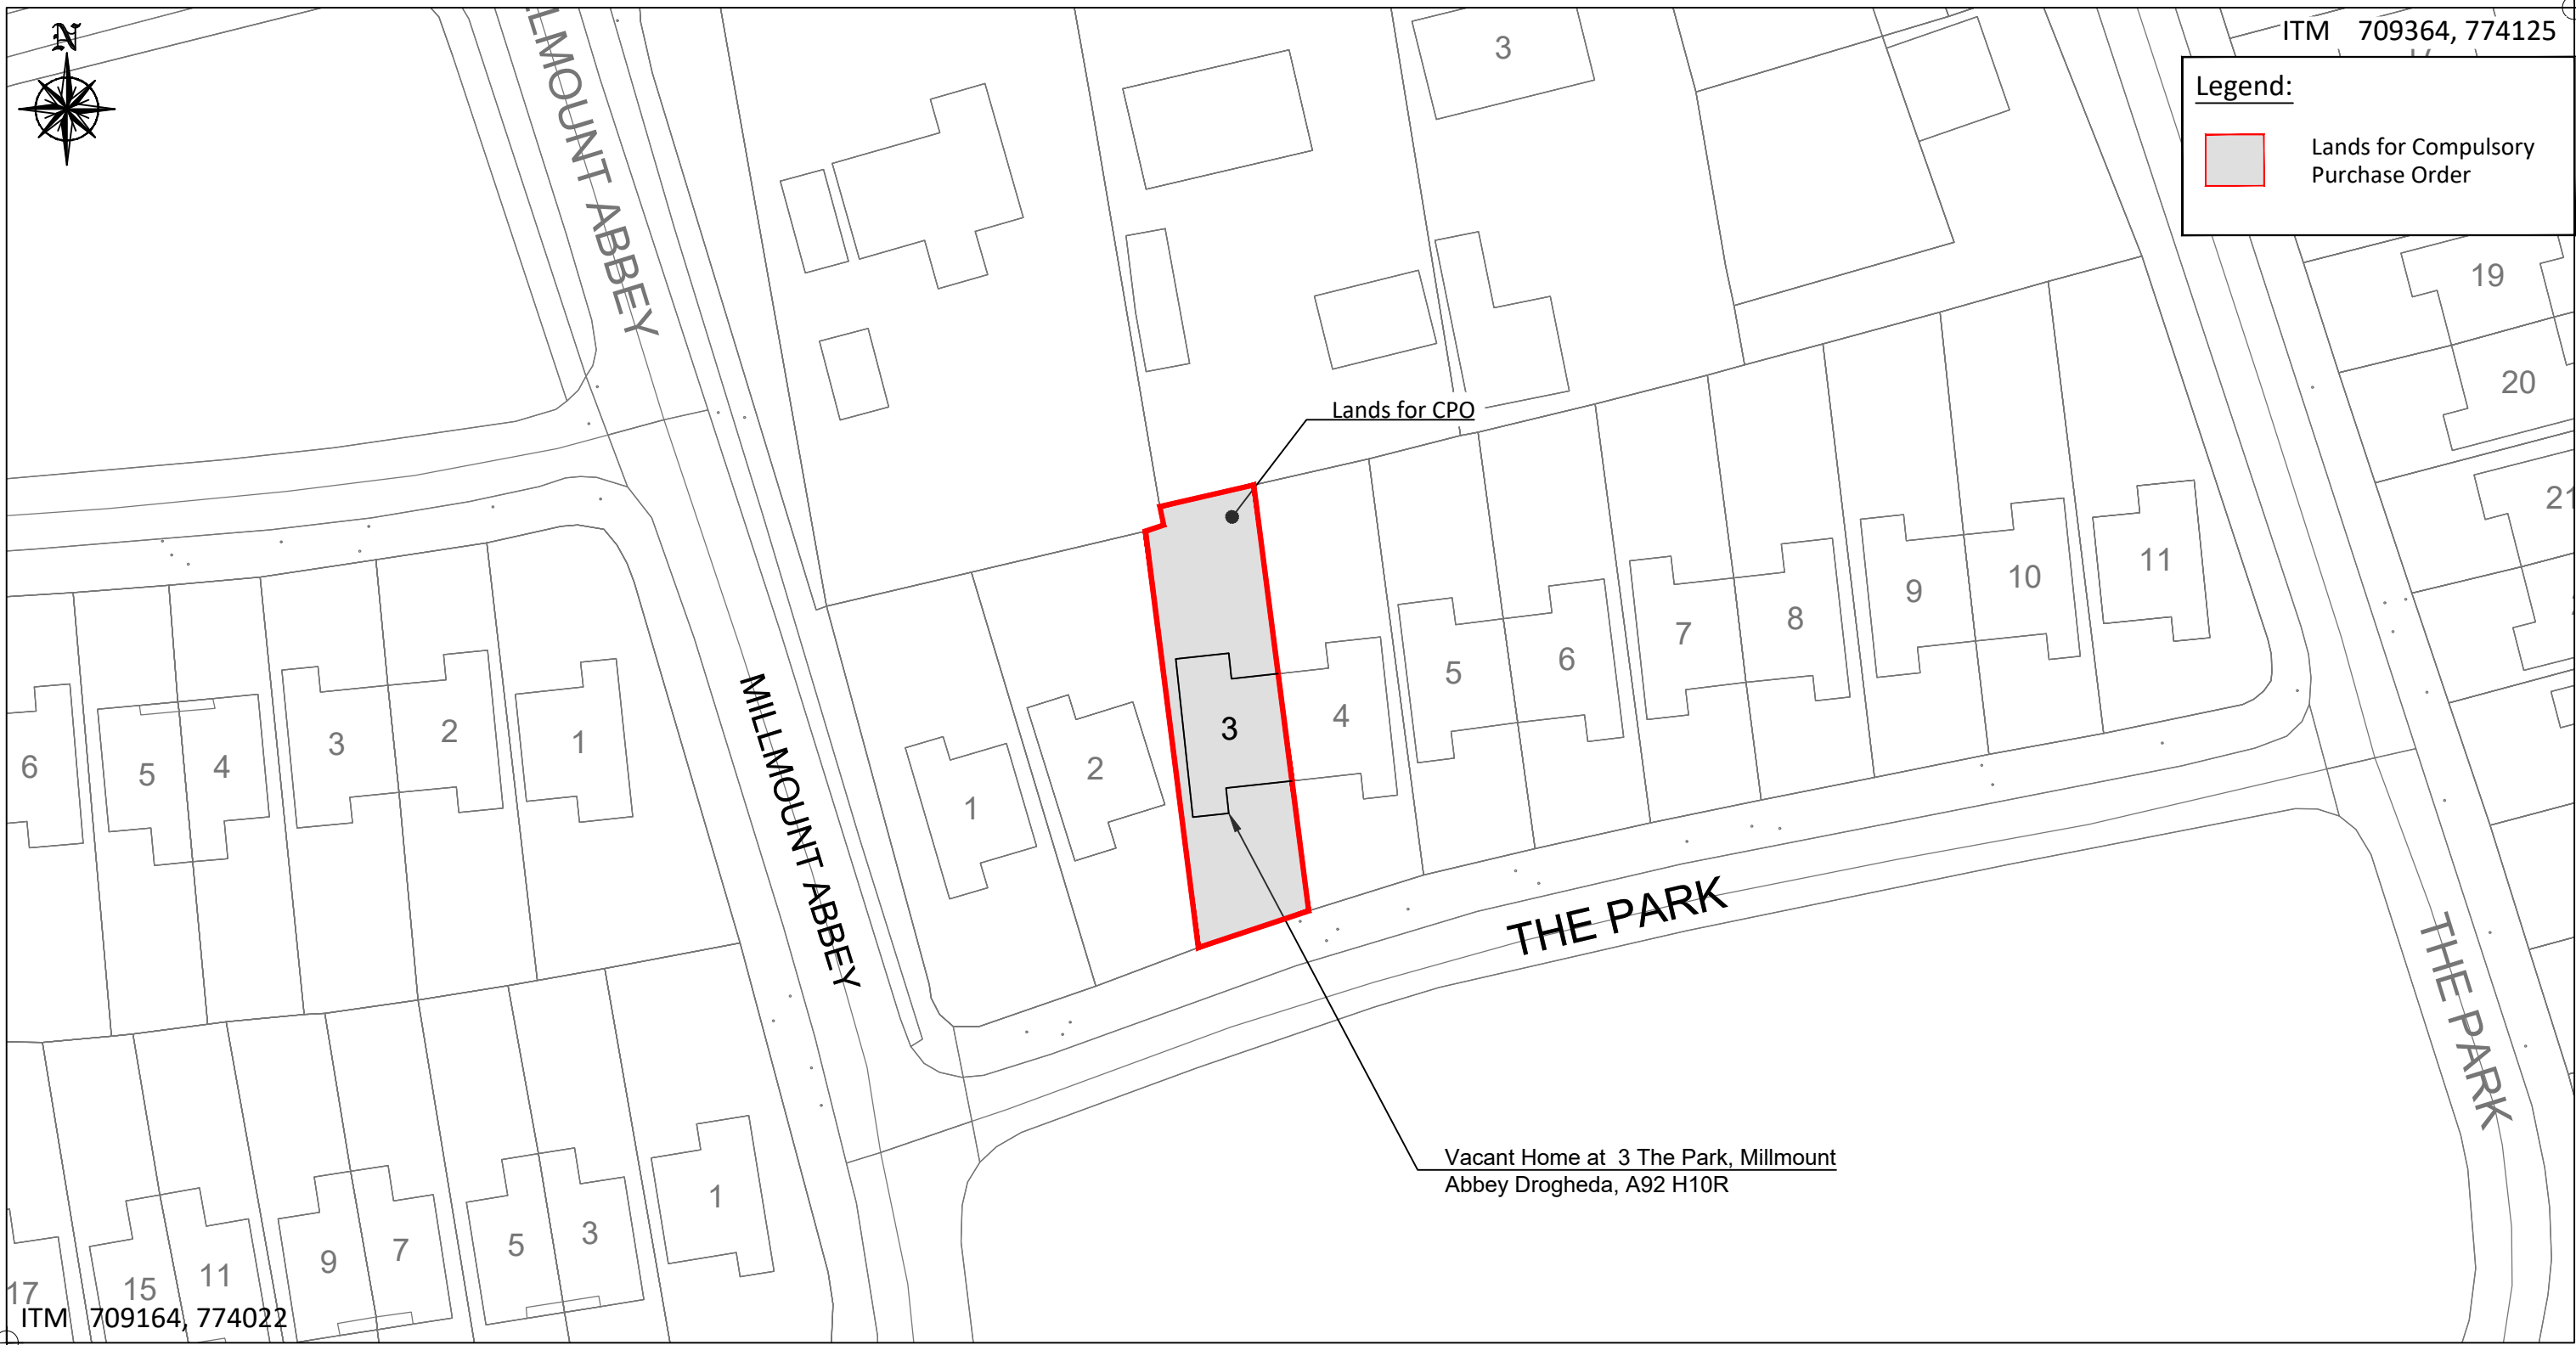 N
ITM 709364, 774125
Legend:
Lands for Compulsory
Purchase Order
LLMOUNT ABBEY
3
19
20
21
Lands for CPO
11
10
9
8
7
6
5
4
3
2
1
6
5
4
3
2
1
MILLMOUNT ABBEY
THE PARK
THE PARK
Vacant Home at 3 The Park, Millmount
Abbey Drogheda, A92 H10R
1
3
5
7
9
11
15
17
ITM 709164, 774022